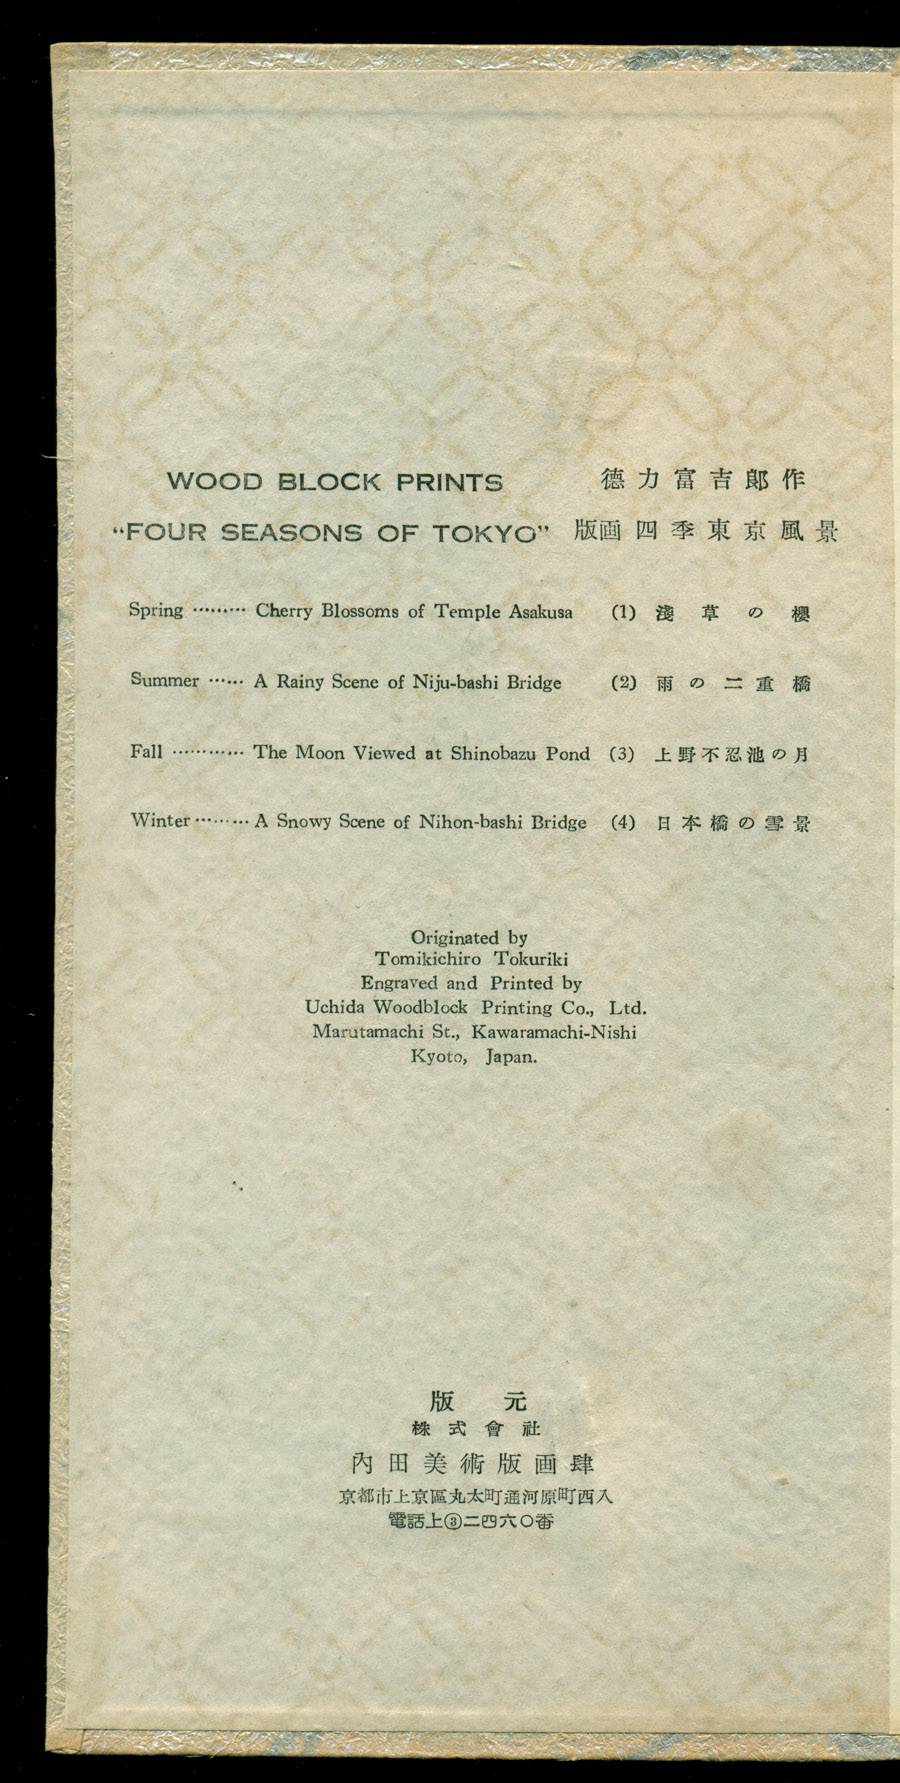 WOOD BLOCK PRINTS 德力富吉郎作
“FOUR SEASONS OF TOKYO” 版画四季東京風景
Spring ········· Cherry Blossoms of Temple Asakusa (1) 淺草の櫻
Summer ······ A Rainy Scene of Niju-bashi Bridge (2) 雨の二重橋
Fall ············ The Moon Viewed at Shinobazu Pond (3) 上野不忍池の月
Winter ········· A Snowy Scene of Nihon-bashi Bridge (4) 日本橋の雪景
Originated by
Tomikichiro Tokuriki
Engraved and Printed by
Uchida Woodblock Printing Co., Ltd.
Marutamachi St., Kawaramachi-Nishi
Kyoto, Japan.
版元
株式會社
內田美術版画肆
京都市上京區丸太町通河原町西入
電話上③二四六〇番